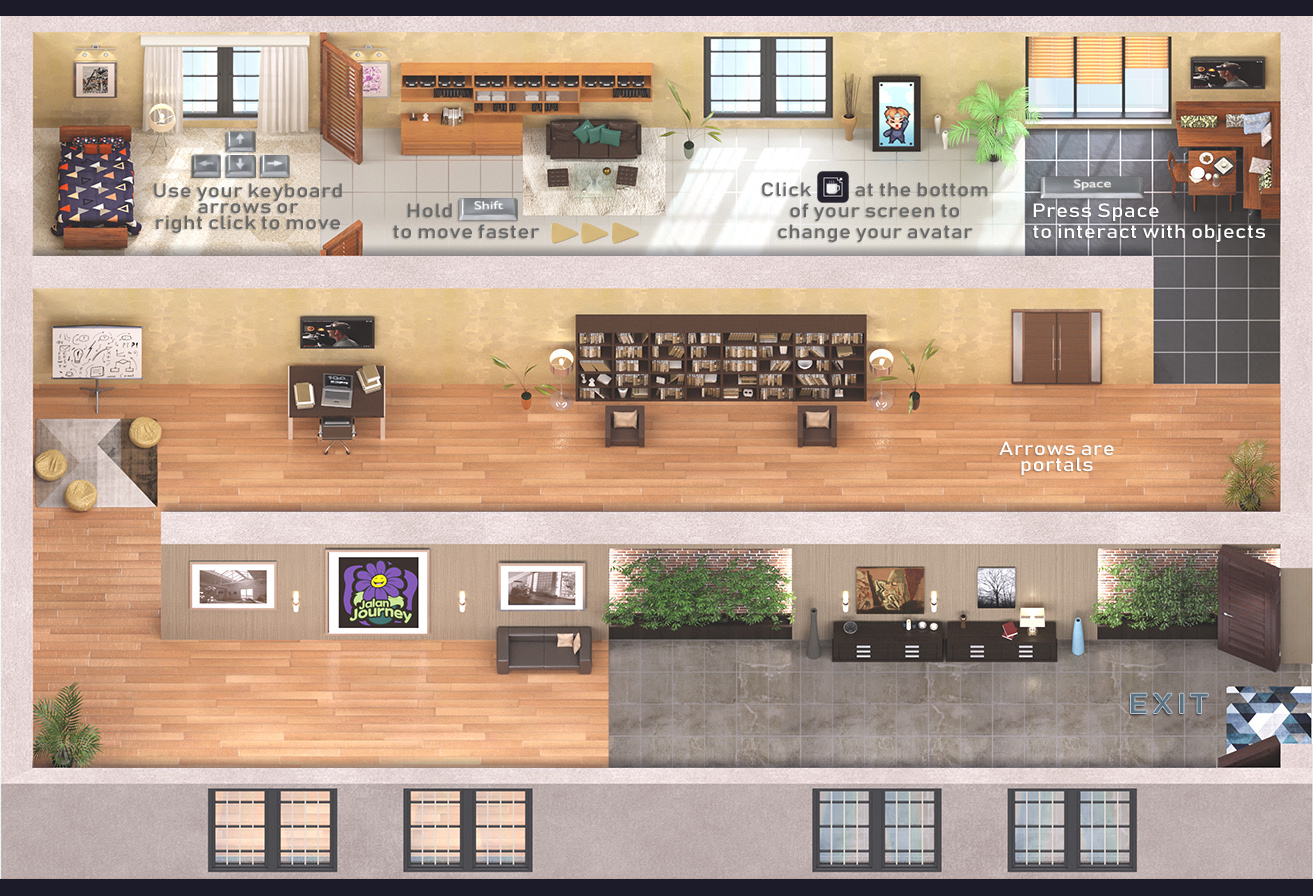 Use your keyboard
arrows or
right click to move
Hold Shift
to move faster
Click at the bottom
of your screen to
change your avatar
Space
Press Space
to interact with objects
Arrows are
portals
Jalan
Journey
EXIT